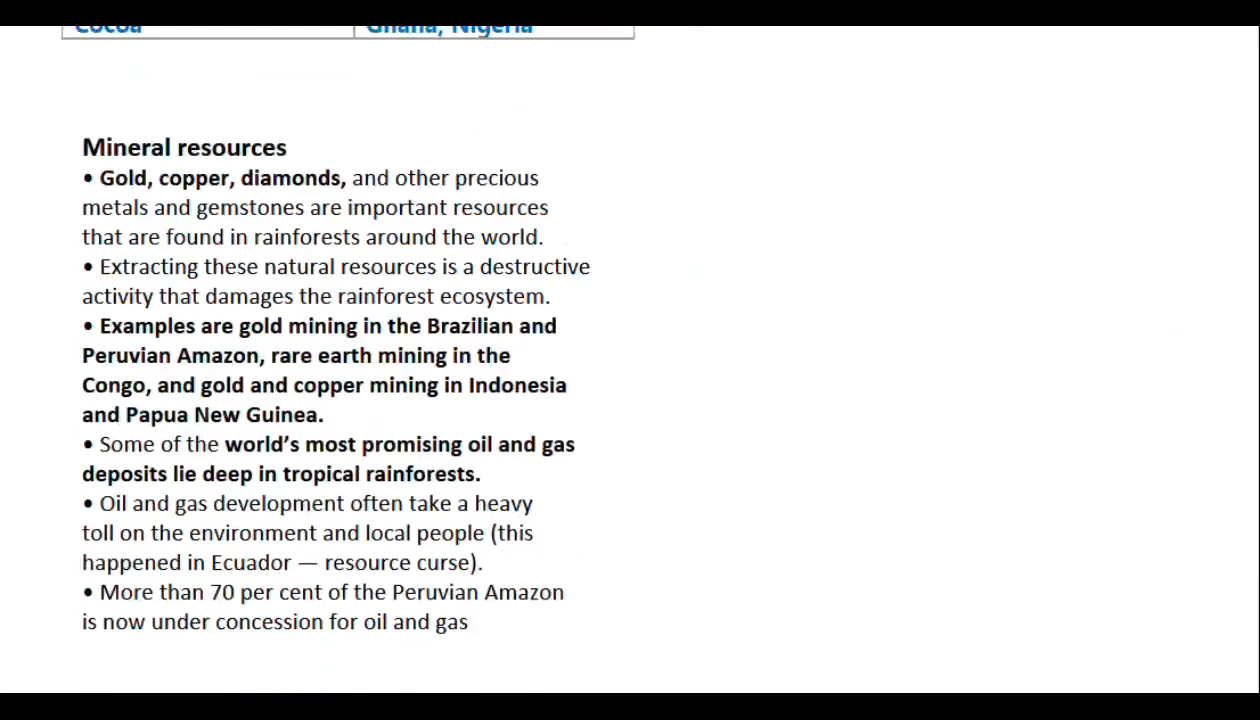 Cocoa Ghana, Nigeria
Mineral resources
• Gold, copper, diamonds, and other precious
metals and gemstones are important resources
that are found in rainforests around the world.
• Extracting these natural resources is a destructive
activity that damages the rainforest ecosystem.
• Examples are gold mining in the Brazilian and
Peruvian Amazon, rare earth mining in the
Congo, and gold and copper mining in Indonesia
and Papua New Guinea.
• Some of the world’s most promising oil and gas
deposits lie deep in tropical rainforests.
• Oil and gas development often take a heavy
toll on the environment and local people (this
happened in Ecuador — resource curse).
• More than 70 per cent of the Peruvian Amazon
is now under concession for oil and gas